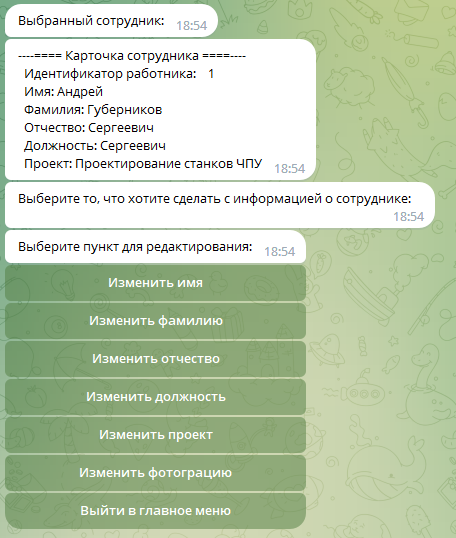 Выбранный сотрудник:
18:54
----==== Карточка сотрудника ====----
Идентификатор работника: 1
Имя: Андрей
Фамилия: Губерников
Отчество: Сергеевич
Должность: Сергеевич
Проект: Проектирование станков ЧПУ
18:54
Выберите то, что хотите сделать с информацией о сотруднике:
18:54
Выберите пункт для редактирования:
18:54
Изменить имя
Изменить фамилию
Изменить отчество
Изменить должность
Изменить проект
Изменить фотограцию
Выйти в главное меню